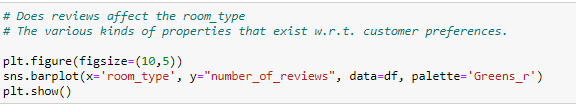 # Does reviews affect the room_type
# The various kinds of properties that exist w.r.t. customer preferences.
plt.figure(figsize=(10,5))
sns.barplot(x='room_type', y="number_of_reviews", data=df, palette='Greens_r')
plt.show()